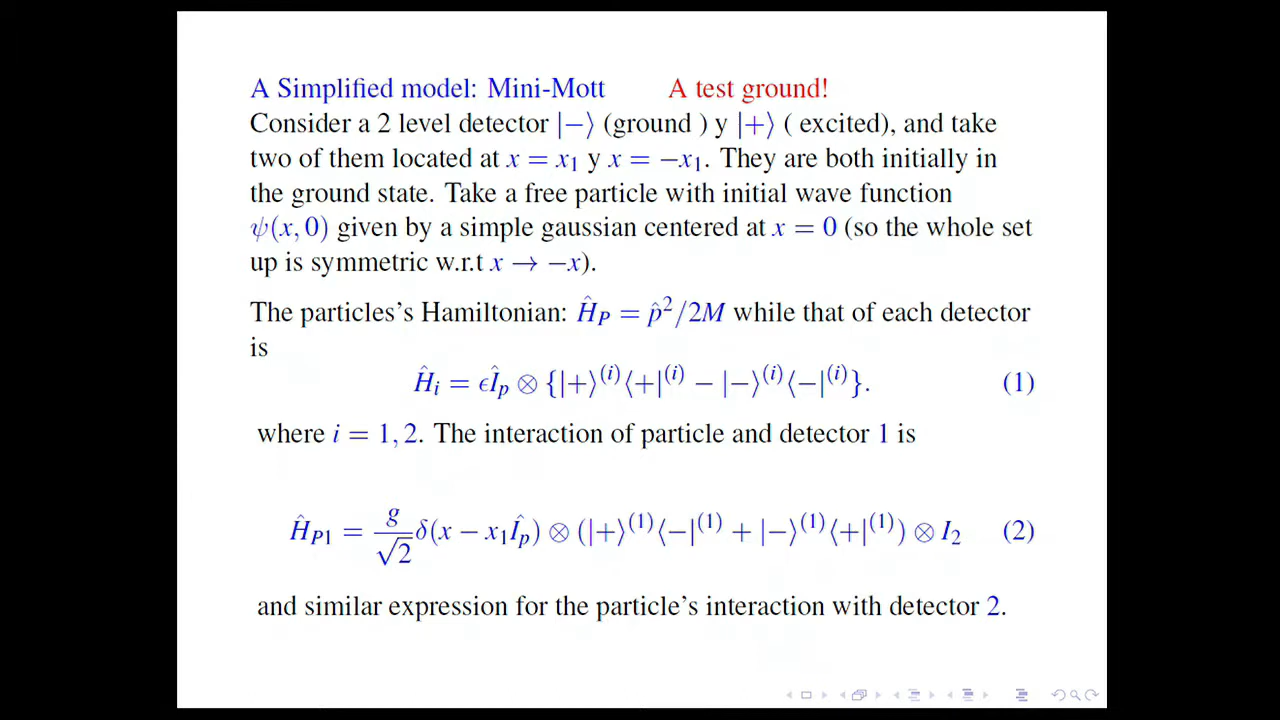 A Simplified model: Mini-Mott A test ground!
Consider a 2 level detector |−⟩ (ground ) y |+⟩ ( excited), and take
two of them located at x = x₁ y x = −x₁. They are both initially in
the ground state. Take a free particle with initial wave function
ψ(x, 0) given by a simple gaussian centered at x = 0 (so the whole set
up is symmetric w.r.t x → −x).
The particles's Hamiltonian: Ĥ_P = p̂²/2M while that of each detector
is
Ĥ_i = ϵÎ_p ⊗ {|+⟩^(i)⟨+|^(i) − |−⟩^(i)⟨−|^(i)}. (1)
where i = 1, 2. The interaction of particle and detector 1 is
Ĥ_P1 = g/√2 δ(x − x₁Î_p) ⊗ (|+⟩^(1)⟨−|^(1) + |−⟩^(1)⟨+|^(1)) ⊗ I₂ (2)
and similar expression for the particle's interaction with detector 2.